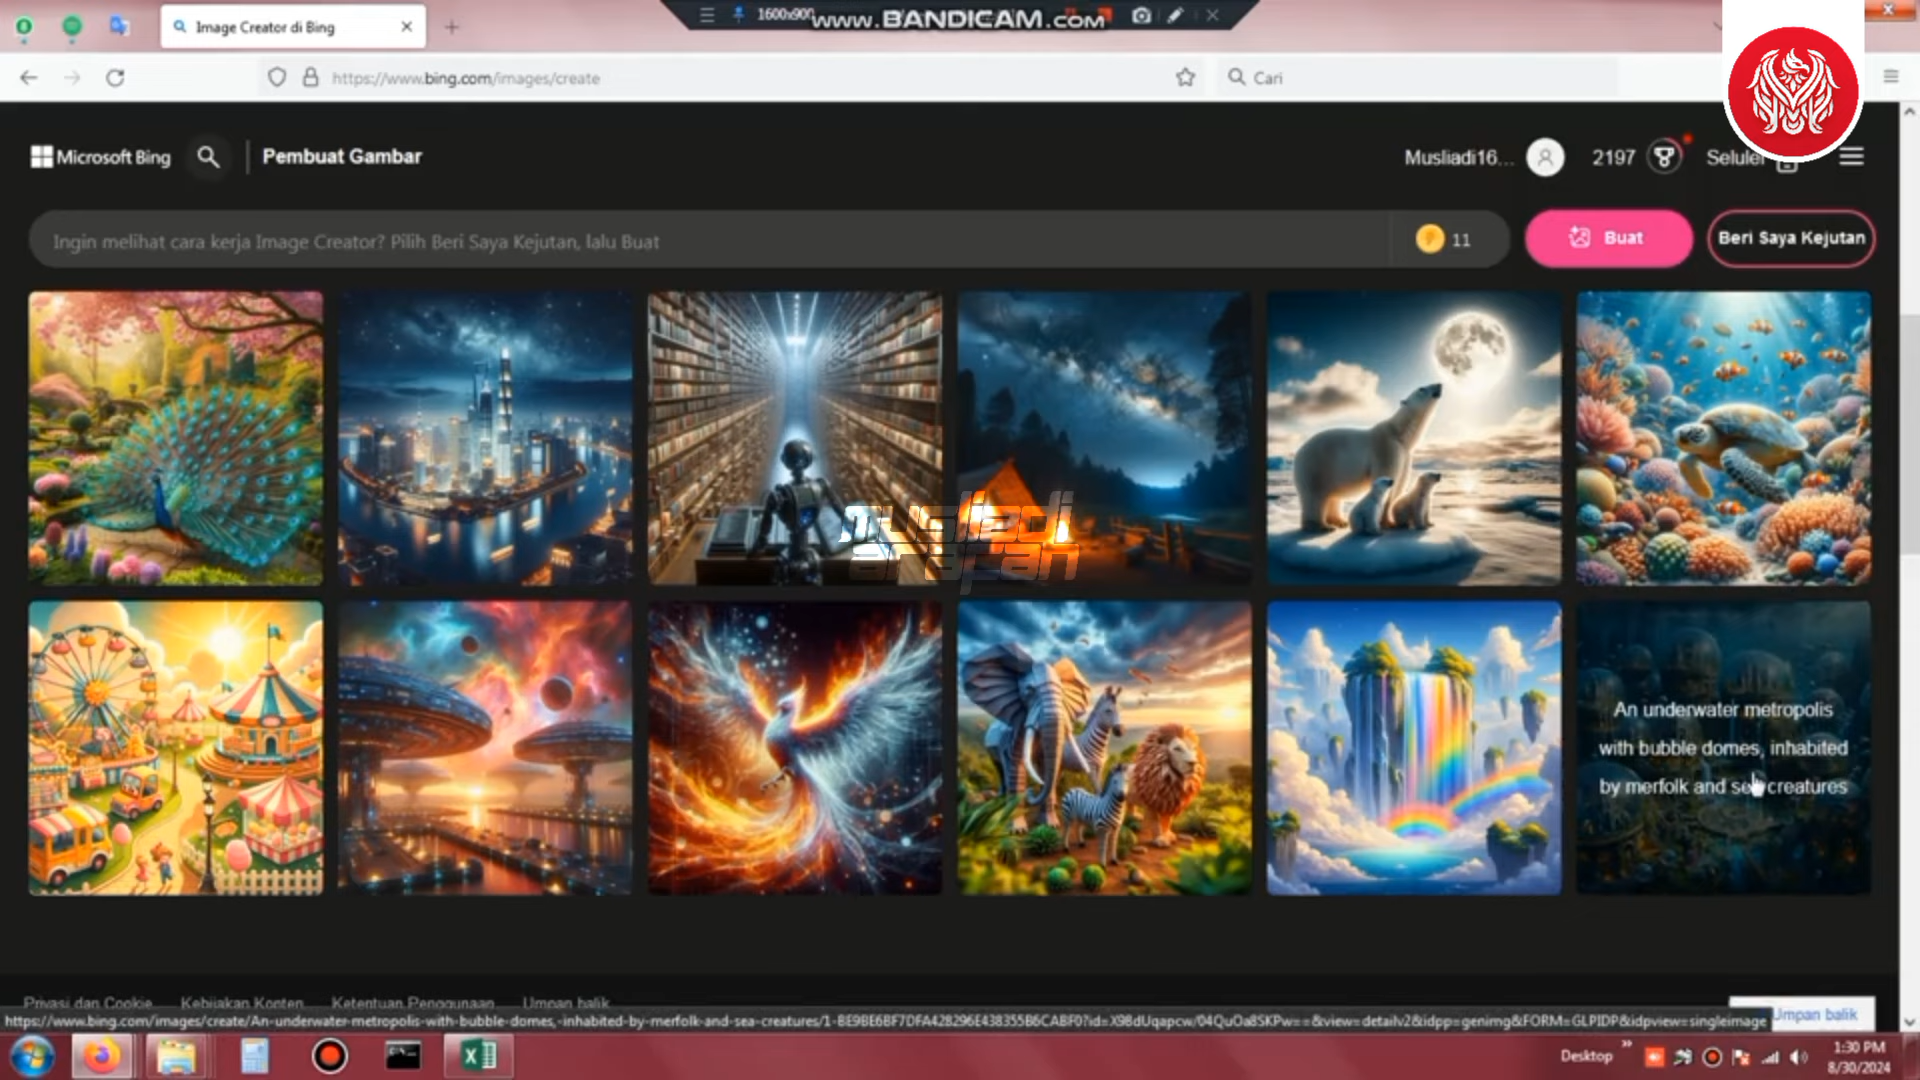 Image Creator di Bing
1600x900
WWW.BANDICAM.COM
https://www.bing.com/images/create
Cari
Microsoft Bing
Pembuat Gambar
Musliadi16...
2197
Seluler
Ingin melihat cara kerja Image Creator? Pilih Beri Saya Kejutan, lalu Buat
11
Buat
Beri Saya Kejutan
An underwater metropolis
with bubble domes, inhabited
by merfolk and sea creatures
Privasi dan Cookie
Kebijakan Konten
Ketentuan Penggunaan
Umpan balik
Umpan balik
Desktop
1:30 PM
8/30/2024